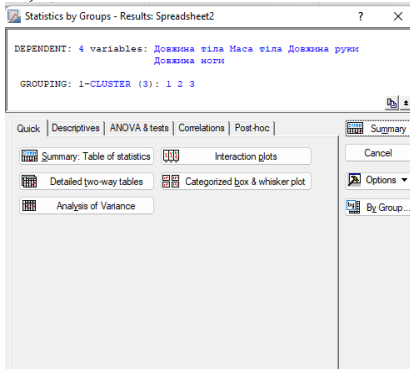 Statistics by Groups - Results: Spreadsheet2 ? ×
DEPENDENT: 4 variables: Довжина тіла Маса тіла Довжина руки
Довжина ноги
GROUPING: 1-CLUSTER (3): 1 2 3
Quick Descriptives ANOVA & tests Correlations Post-hoc
Summary
Summary: Table of statistics Interaction plots
Cancel
Detailed two-way tables Categorized box & whisker plot
Options
Analysis of Variance
By Group...